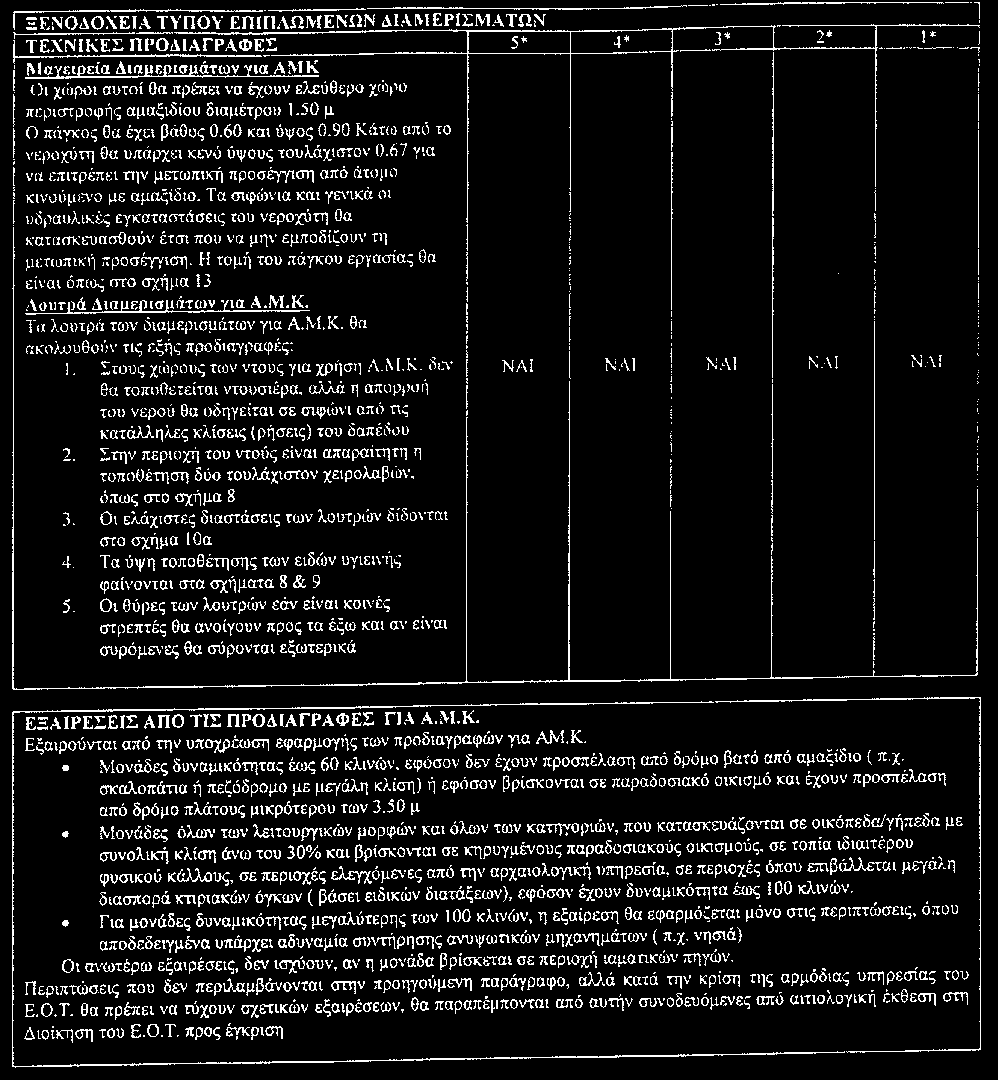 ΞΕΝΟΔΟΧΕΙΑ ΤΥΠΟΥ ΕΠΙΠΛΩΜΕΝΩΝ ΔΙΑΜΕΡΙΣΜΑΤΩΝ
ΤΕΧΝΙΚΕΣ ΠΡΟΔΙΑΓΡΑΦΕΣ 5* 4* 3* 2* 1*
Μαγειρεία Διαμερισμάτων για ΑΜΚ
Οι χώροι αυτοί θα πρέπει να έχουν ελεύθερο χώρο
περιστροφής αμαξιδίου διαμέτρου 1.50 μ
Ο πάγκος θα έχει βάθος 0.60 και ύψος 0.90 Κάτω από το
νεροχύτη θα υπάρχει κενό ύψους τουλάχιστον 0.67 για
να επιτρέπει την μετωπική προσέγγιση από άτομο
κινούμενο με αμαξίδιο. Τα σιφώνια και γενικά οι
υδραυλικές εγκαταστάσεις του νεροχύτη θα
κατασκευασθούν έτσι που να μην εμποδίζουν τη
μετωπική προσέγγιση. Η τομή του πάγκου εργασίας θα
είναι όπως στο σχήμα 13
Λουτρά Διαμερισμάτων για Α.Μ.Κ.
Τα λουτρά των διαμερισμάτων για Α.Μ.Κ. θα
ακολουθούν τις εξής προδιαγραφές:
1. Στους χώρους των ντους για χρήση Α.Μ.Κ. δεν ΝΑΙ ΝΑΙ ΝΑΙ ΝΑΙ ΝΑΙ
θα τοποθετείται ντουσιέρα, αλλά η απορροή
του νερού θα οδηγείται σε σιφώνι από τις
κατάλληλες κλίσεις (ρήσεις) του δαπέδου
2. Στην περιοχή του ντούς είναι απαραίτητη η
τοποθέτηση δύο τουλάχιστον χειρολαβών,
όπως στο σχήμα 8
3. Οι ελάχιστες διαστάσεις των λουτρών δίδονται
στο σχήμα 10α
4. Τα ύψη τοποθέτησης των ειδών υγιεινής
φαίνονται στα σχήματα 8 & 9
5. Οι θύρες των λουτρών εάν είναι κοινές
στρεπτές θα ανοίγουν προς τα έξω και αν είναι
συρόμενες θα σύρονται εξωτερικά
ΕΞΑΙΡΕΣΕΙΣ ΑΠΟ ΤΙΣ ΠΡΟΔΙΑΓΡΑΦΕΣ ΓΙΑ Α.Μ.Κ.
Εξαιρούνται από την υποχρέωση εφαρμογής των προδιαγραφών για ΑΜ.Κ.
• Μονάδες δυναμικότητας έως 60 κλινών, εφόσον δεν έχουν προσπέλαση από δρόμο βατό από αμαξίδιο ( π.χ.
σκαλοπάτια ή πεζόδρομο με μεγάλη κλίση) ή εφόσον βρίσκονται σε παραδοσιακό οικισμό και έχουν προσπέλαση
από δρόμο πλάτους μικρότερου των 3.50 μ
• Μονάδες όλων των λειτουργικών μορφών και όλων των κατηγοριών, που κατασκευάζονται σε οικόπεδα/γήπεδα με
συνολική κλίση άνω του 30% και βρίσκονται σε κηρυγμένους παραδοσιακούς οικισμούς, σε τοπία ιδιαιτέρου
φυσικού κάλλους, σε περιοχές ελεγχόμενες από την αρχαιολογική υπηρεσία, σε περιοχές όπου επιβάλλεται μεγάλη
διασπορά κτιριακών όγκων ( βάσει ειδικών διατάξεων), εφόσον έχουν δυναμικότητα έως 100 κλινών.
• Για μονάδες δυναμικότητας μεγαλύτερης των 100 κλινών, η εξαίρεση θα εφαρμόζεται μόνο στις περιπτώσεις, όπου
αποδεδειγμένα υπάρχει αδυναμία συντήρησης ανυψωτικών μηχανημάτων ( π.χ. νησιά)
Οι ανωτέρω εξαιρέσεις, δεν ισχύουν, αν η μονάδα βρίσκεται σε περιοχή ιαματικών πηγών.
Περιπτώσεις που δεν περιλαμβάνονται στην προηγούμενη παράγραφο, αλλά κατά την κρίση της αρμόδιας υπηρεσίας του
Ε.Ο.Τ. θα πρέπει να τύχουν σχετικών εξαιρέσεων, θα παραπέμπονται από αυτήν συνοδευόμενες από αιτιολογική έκθεση στη
Διοίκηση του Ε.Ο.Τ. προς έγκριση